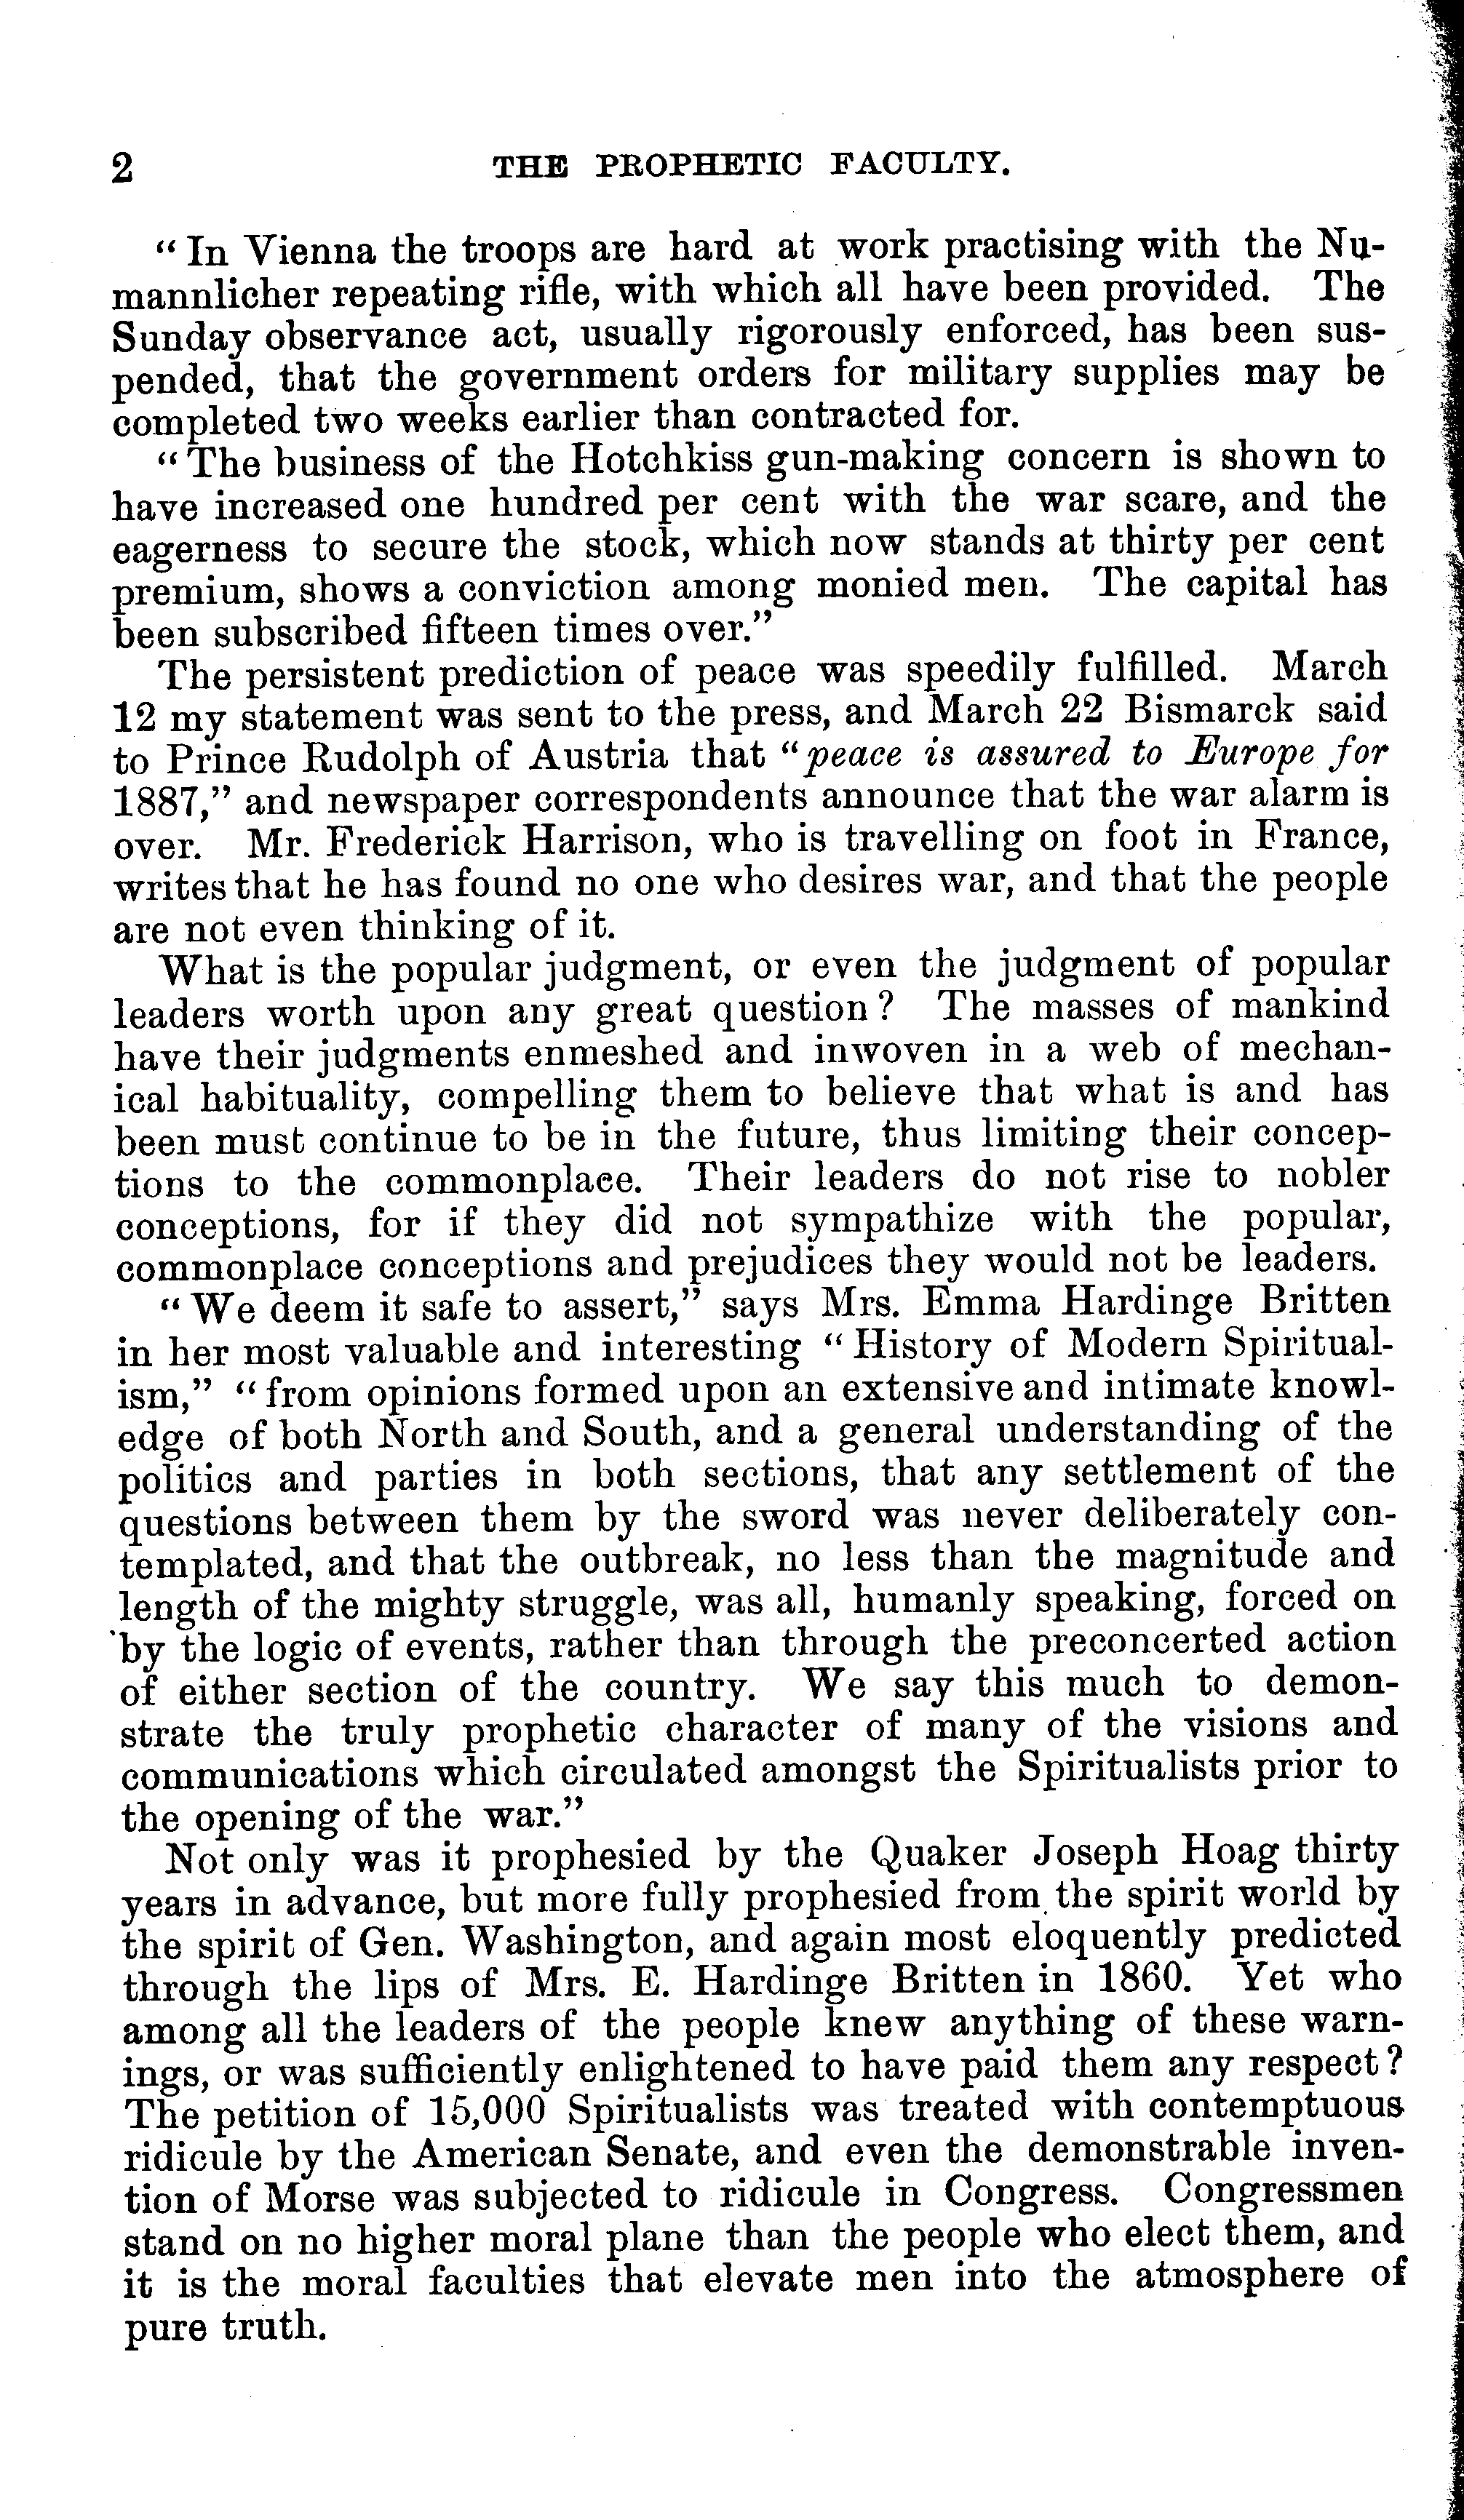 2 THE PROPHETIC FACULTY.
“In Vienna the troops are hard at work practising with the Nu-
mannlicher repeating rifle, with which all have been provided. The
Sunday observance act, usually rigorously enforced, has been sus-
pended, that the government orders for military supplies may be
completed two weeks earlier than contracted for.
“The business of the Hotchkiss gun-making concern is shown to
have increased one hundred per cent with the war scare, and the
eagerness to secure the stock, which now stands at thirty per cent
premium, shows a conviction among monied men. The capital has
been subscribed fifteen times over.”
The persistent prediction of peace was speedily fulfilled. March
12 my statement was sent to the press, and March 22 Bismarck said
to Prince Rudolph of Austria that “peace is assured to Europe for
1887,” and newspaper correspondents announce that the war alarm is
over. Mr. Frederick Harrison, who is travelling on foot in France,
writes that he has found no one who desires war, and that the people
are not even thinking of it.
What is the popular judgment, or even the judgment of popular
leaders worth upon any great question? The masses of mankind
have their judgments enmeshed and inwoven in a web of mechan-
ical habituality, compelling them to believe that what is and has
been must continue to be in the future, thus limiting their concep-
tions to the commonplace. Their leaders do not rise to nobler
conceptions, for if they did not sympathize with the popular,
commonplace conceptions and prejudices they would not be leaders.
“We deem it safe to assert,” says Mrs. Emma Hardinge Britten
in her most valuable and interesting “History of Modern Spiritual-
ism,” “from opinions formed upon an extensive and intimate knowl-
edge of both North and South, and a general understanding of the
politics and parties in both sections, that any settlement of the
questions between them by the sword was never deliberately con-
templated, and that the outbreak, no less than the magnitude and
length of the mighty struggle, was all, humanly speaking, forced on
by the logic of events, rather than through the preconcerted action
of either section of the country. We say this much to demon-
strate the truly prophetic character of many of the visions and
communications which circulated amongst the Spiritualists prior to
the opening of the war.”
Not only was it prophesied by the Quaker Joseph Hoag thirty
years in advance, but more fully prophesied from the spirit world by
the spirit of Gen. Washington, and again most eloquently predicted
through the lips of Mrs. E. Hardinge Britten in 1860. Yet who
among all the leaders of the people knew anything of these warn-
ings, or was sufficiently enlightened to have paid them any respect?
The petition of 15,000 Spiritualists was treated with contemptuous
ridicule by the American Senate, and even the demonstrable inven-
tion of Morse was subjected to ridicule in Congress. Congressmen
stand on no higher moral plane than the people who elect them, and
it is the moral faculties that elevate men into the atmosphere of
pure truth.